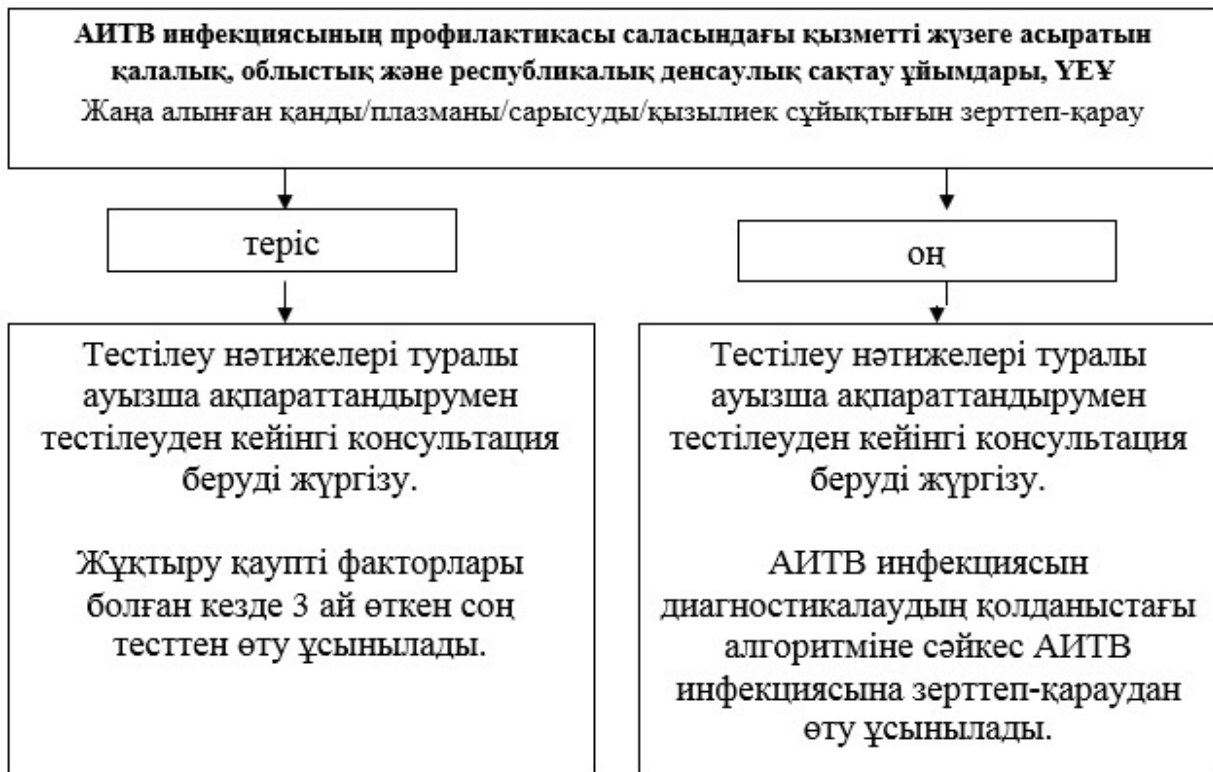 АИТВ инфекциясының профилактикасы саласындағы қызметті жүзеге асыратын
қалалық, облыстық және республикалық денсаулық сақтау ұйымдары, ҮЕҰ
Жаңа алынған қанды/плазманы/сарысуды/қызылиек сұйықтығын зерттеп-қарау
теріс
оң
Тестілеу нәтижелері туралы
ауызша ақпараттандырумен
тестілеуден кейінгі консультация
беруді жүргізу.
Жұқтыру қаупті факторлары
болған кезде 3 ай өткен соң
тесттен өту ұсынылады.
Тестілеу нәтижелері туралы
ауызша ақпараттандырумен
тестілеуден кейінгі консультация
беруді жүргізу.
АИТВ инфекциясын
диагностикалаудың қолданыстағы
алгоритміне сәйкес АИТВ
инфекциясына зерттеп-қараудан
өту ұсынылады.